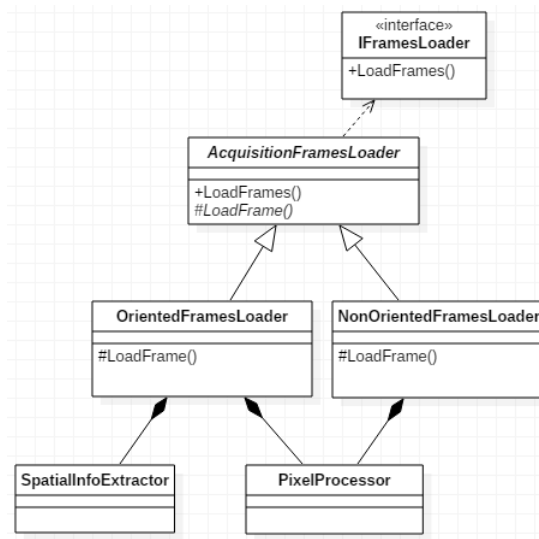 «interface»
IFramesLoader
+LoadFrames()
AcquisitionFramesLoader
+LoadFrames()
#LoadFrame()
OrientedFramesLoader
#LoadFrame()
NonOrientedFramesLoader
#LoadFrame()
SpatialInfoExtractor
PixelProcessor